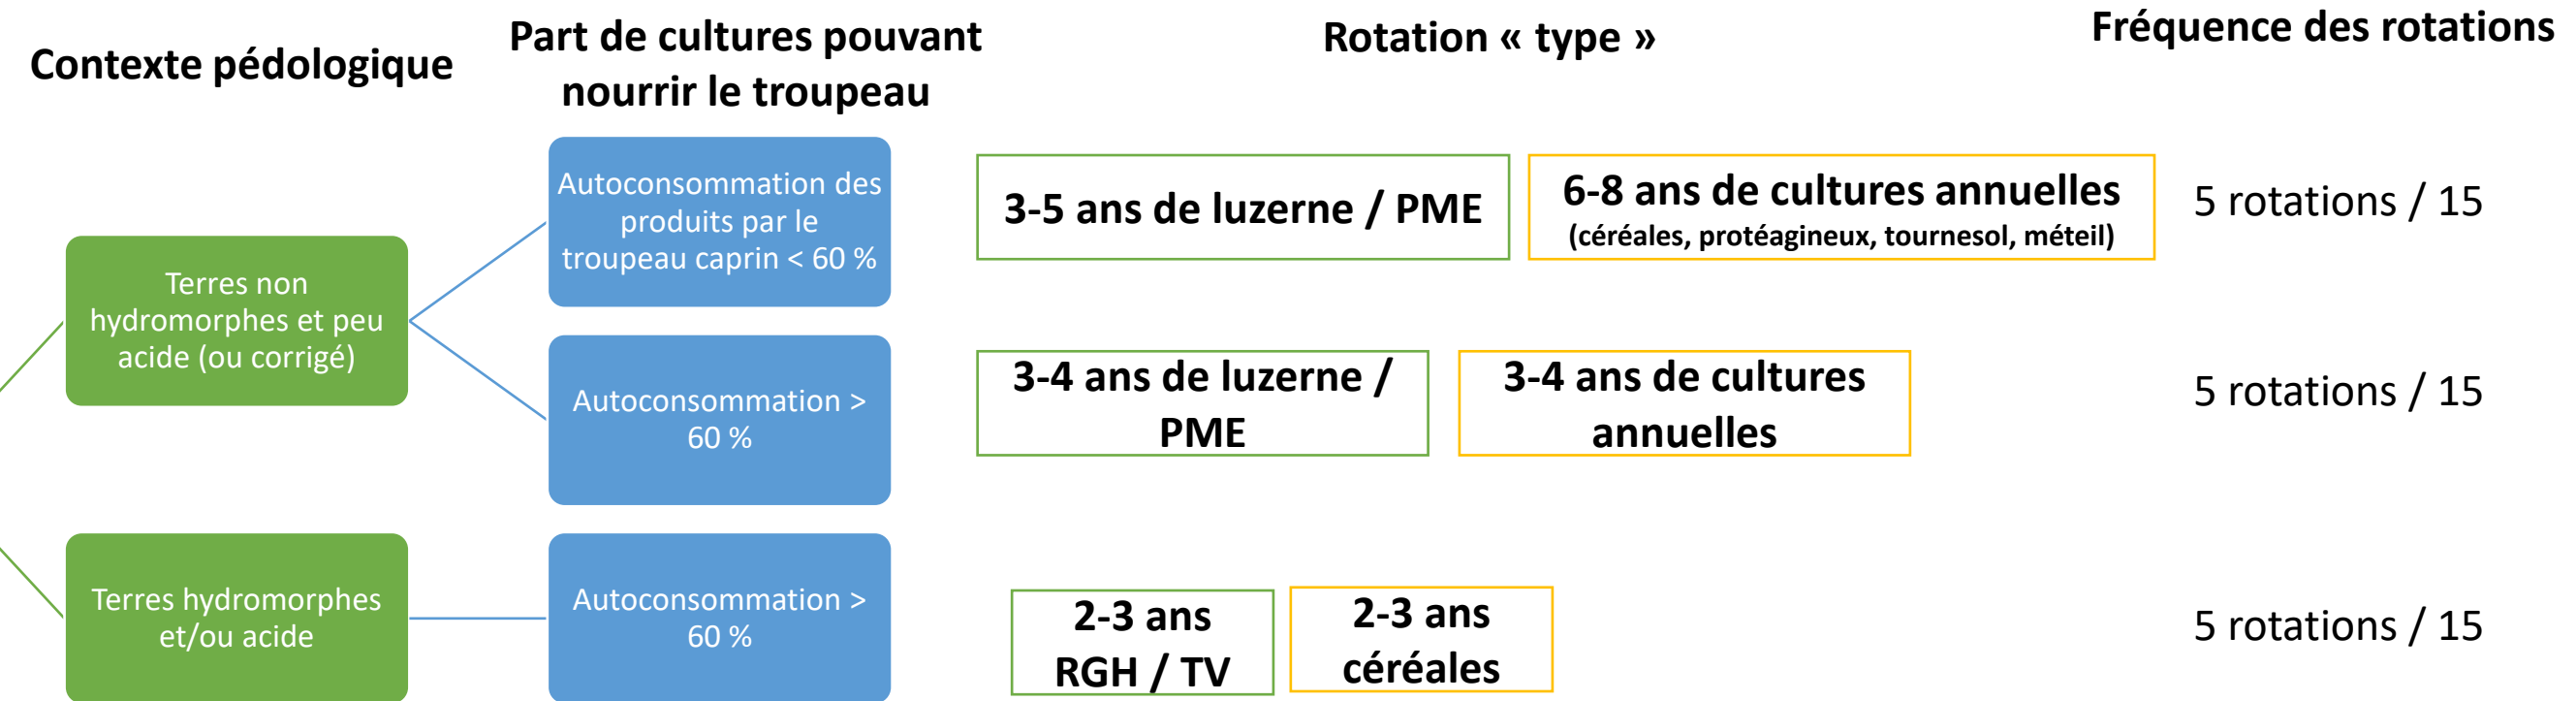 Contexte pédologique
Part de cultures pouvant
nourrir le troupeau
Rotation « type »
Fréquence des rotations
Terres non
hydromorphes et peu
acide (ou corrigé)
Autoconsommation des
produits par le
troupeau caprin < 60 %
3-5 ans de luzerne / PME
6-8 ans de cultures annuelles
(céréales, protéagineux, tournesol, méteil)
5 rotations / 15
Autoconsommation >
60 %
3-4 ans de luzerne /
PME
3-4 ans de cultures
annuelles
5 rotations / 15
Terres hydromorphes
et/ou acide
Autoconsommation >
60 %
2-3 ans
RGH / TV
2-3 ans
céréales
5 rotations / 15